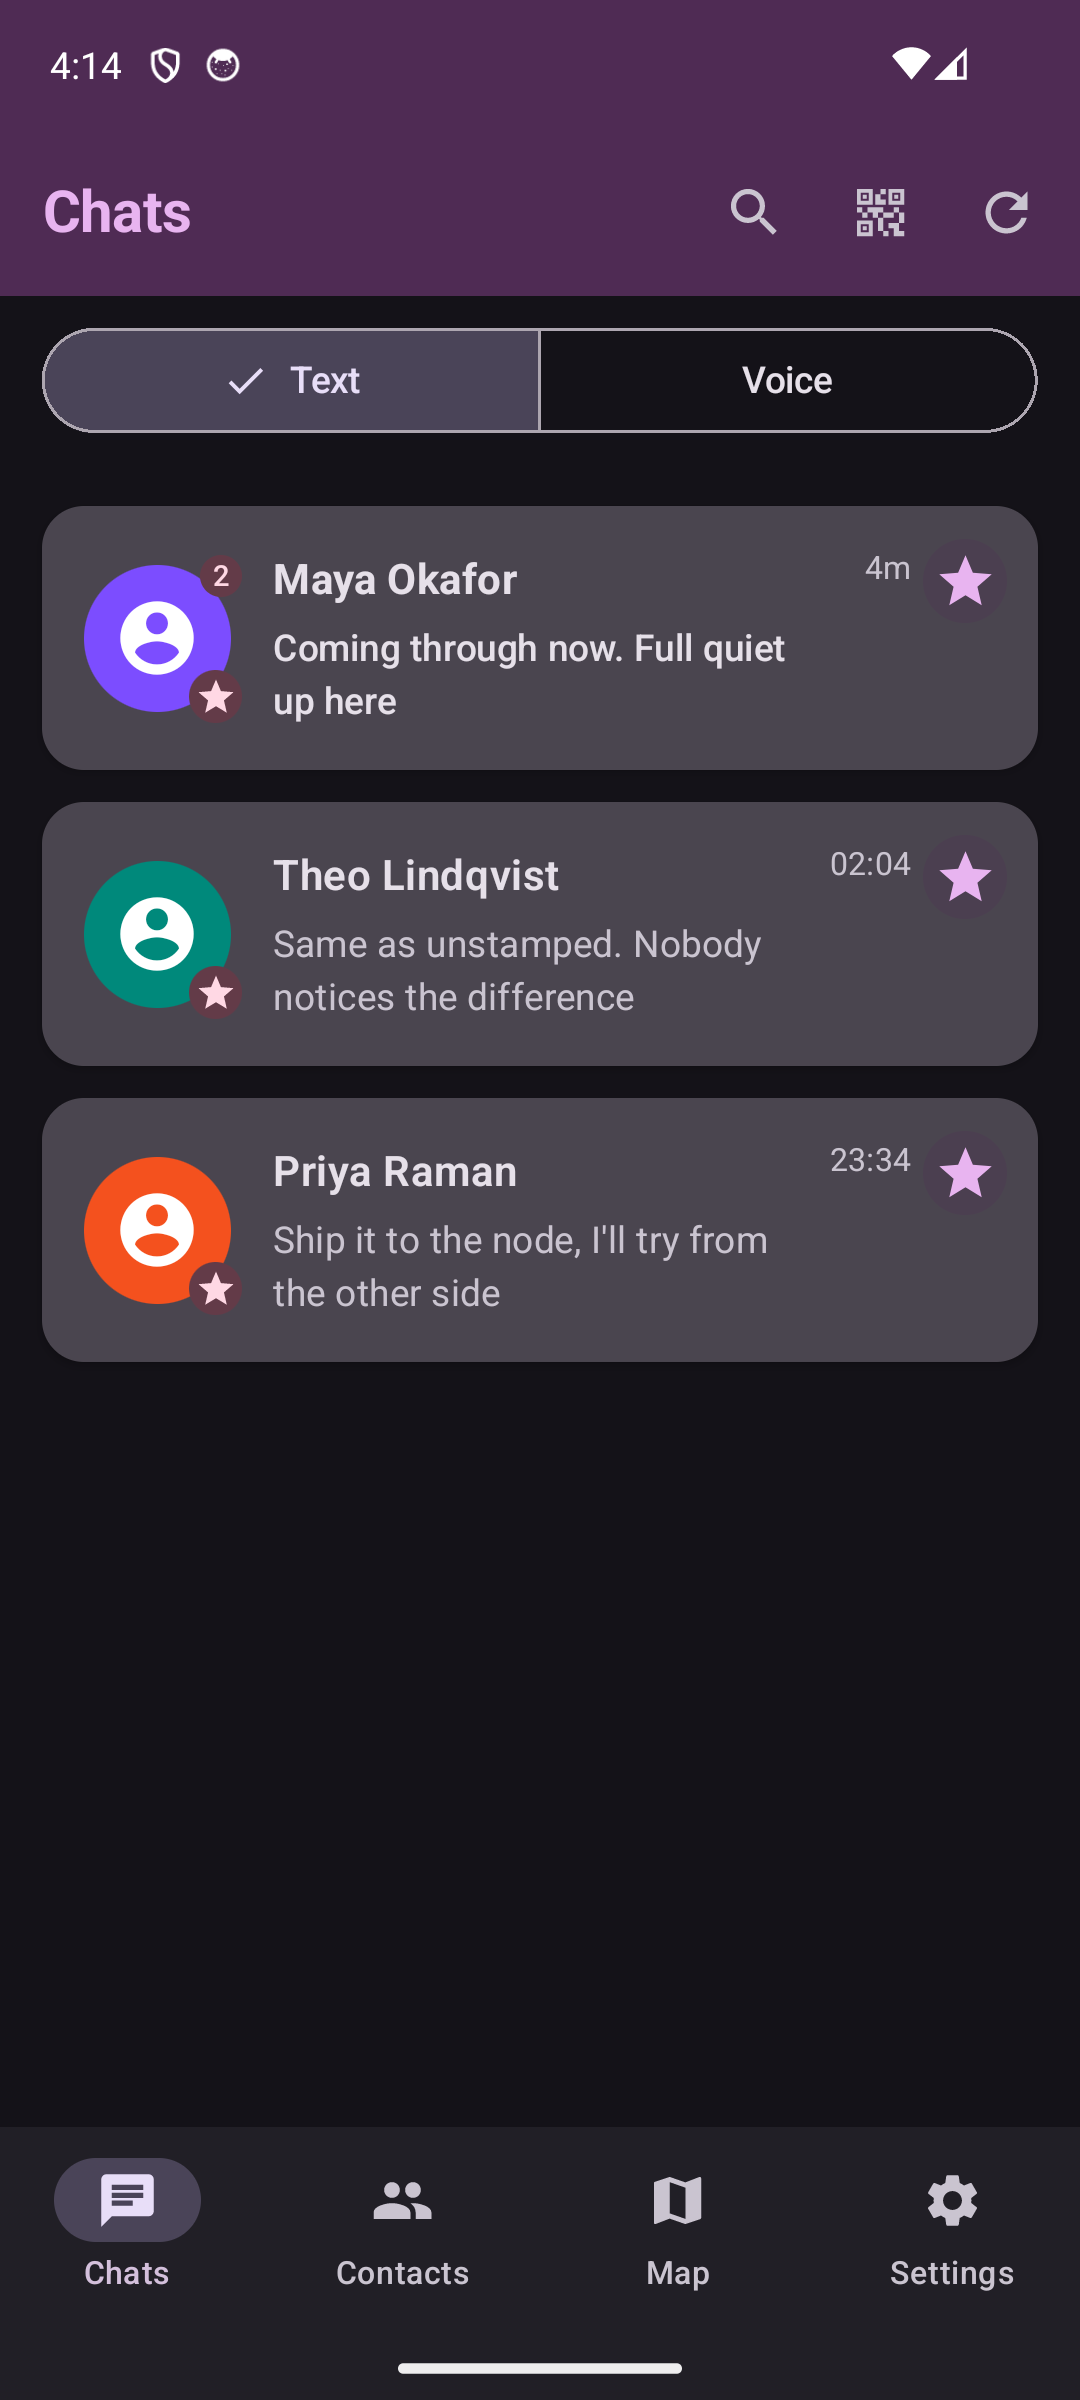 4:14
Chats
Text
Voice
2
Maya Okafor
4m
Coming through now. Full quiet
up here
Theo Lindqvist
02:04
Same as unstamped. Nobody
notices the difference
Priya Raman
23:34
Ship it to the node, I'll try from
the other side
Chats
Contacts
Map
Settings